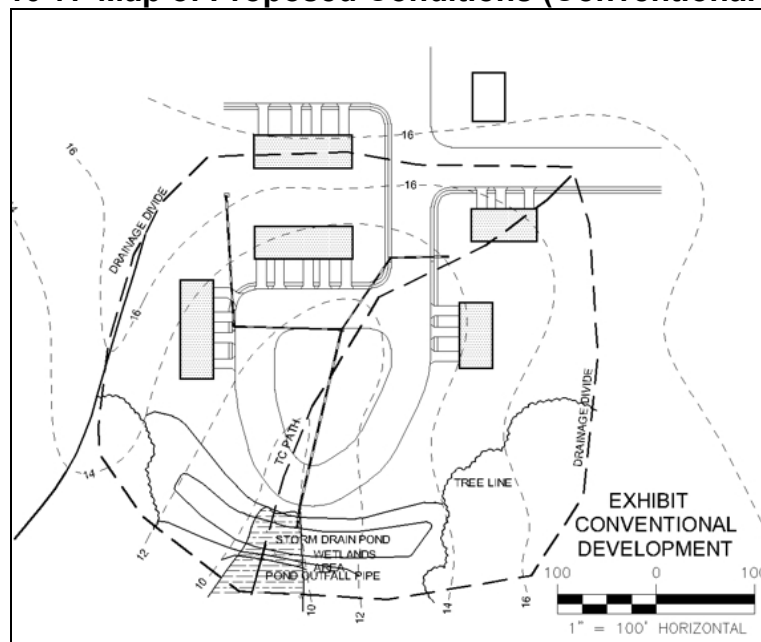 Map of Proposed Conditions (Conventional
16
16
16
DRAINAGE DIVIDE
16
TC PATH
DRAINAGE DIVIDE
14
TREE LINE
EXHIBIT
CONVENTIONAL
DEVELOPMENT
STORM DRAIN POND
WETLANDS
AREA
POND OUTFALL PIPE
12
10
10
12
14
16
100 0 10
1" = 100' HORIZONTAL